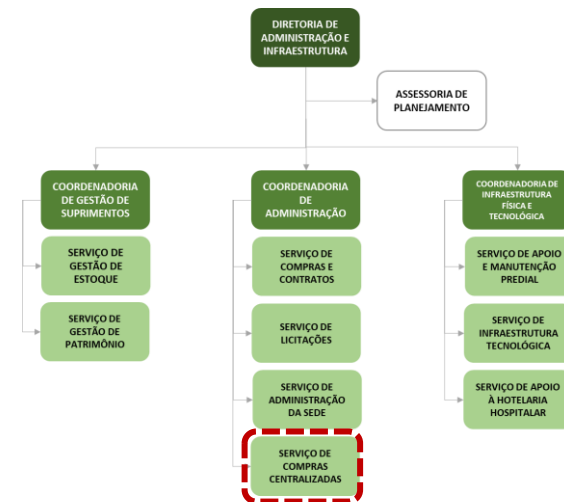 DIRETORIA DE
ADMINISTRAÇÃO E
INFRAESTRUTURA
ASSESSORIA DE
PLANEJAMENTO
COORDENADORIA
DE GESTÃO DE
SUPRIMENTOS
COORDENADORIA
DE
ADMINISTRAÇÃO
COORDENADORIA DE
INFRAESTRUTURA
FÍSICA E
TECNOLÓGICA
SERVIÇO DE
GESTÃO DE
ESTOQUE
SERVIÇO DE
COMPRAS E
CONTRATOS
SERVIÇO DE APOIO
E MANUTENÇÃO
PREDIAL
SERVIÇO DE
GESTÃO DE
PATRIMÔNIO
SERVIÇO DE
LICITAÇÕES
SERVIÇO DE
INFRAESTRUTURA
TECNOLÓGICA
SERVIÇO DE
ADMINISTRAÇÃO
DA SEDE
SERVIÇO DE APOIO
À HOTELARIA
HOSPITALAR
SERVIÇO DE
COMPRAS
CENTRALIZADAS